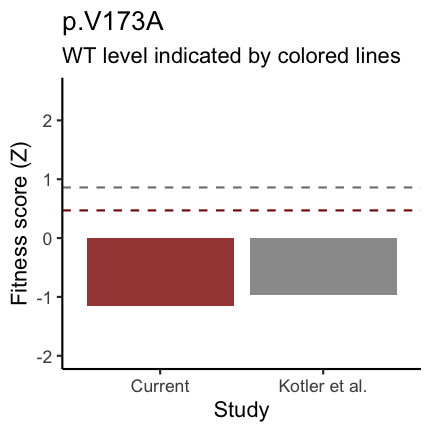 p.V173A
WT level indicated by colored lines
Fitness score (Z)
2
1
0
-1
-2
Current
Kotler et al.
Study